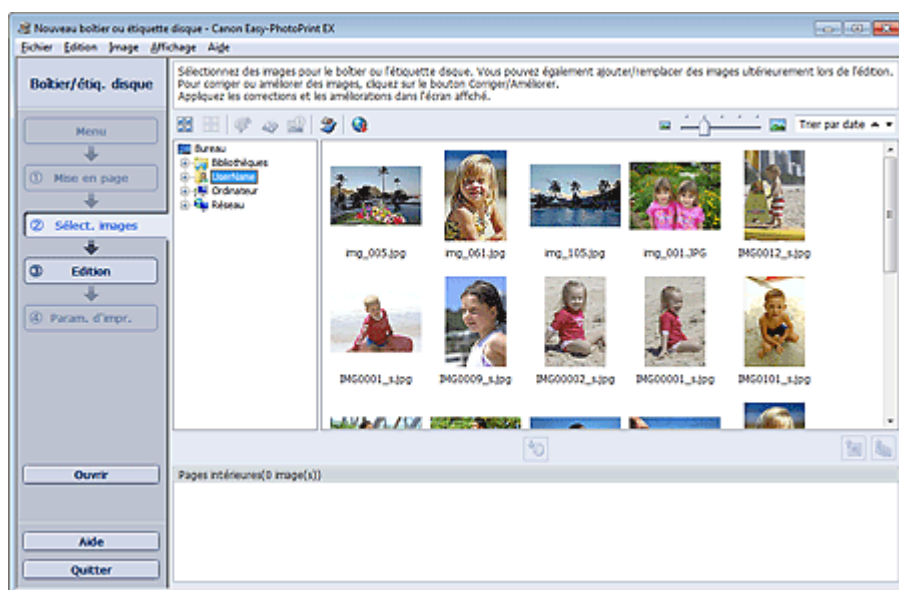 Nouveau boîtier ou étiquette disque - Canon Easy-PhotoPrint EX
Fichier Edition Image Affichage Aide
Boîtier/étiq. disque
Sélectionnez des images pour le boîtier ou l'étiquette disque. Vous pouvez également ajouter/remplacer des images ultérieurement lors de l'édition.
Pour corriger ou améliorer des images, cliquez sur le bouton Corriger/Améliorer.
Appliquez les corrections et les améliorations dans l'écran affiché.
Menu
① Mise en page
② Sélect. images
③ Edition
④ Param. d'impr.
Ouvrir
Aide
Quitter
Trier par date
Bureau
Bibliothèques
UserName
Ordinateur
Réseau
img_005.jpg img_061.jpg img_105.jpg img_001.JPG IMG0012_s.jpg
IMG0001_s.jpg IMG0009_s.jpg IMG00002_s.jpg IMG00001_s.jpg IMG0101_s.jpg
Pages intérieures(0 image(s))